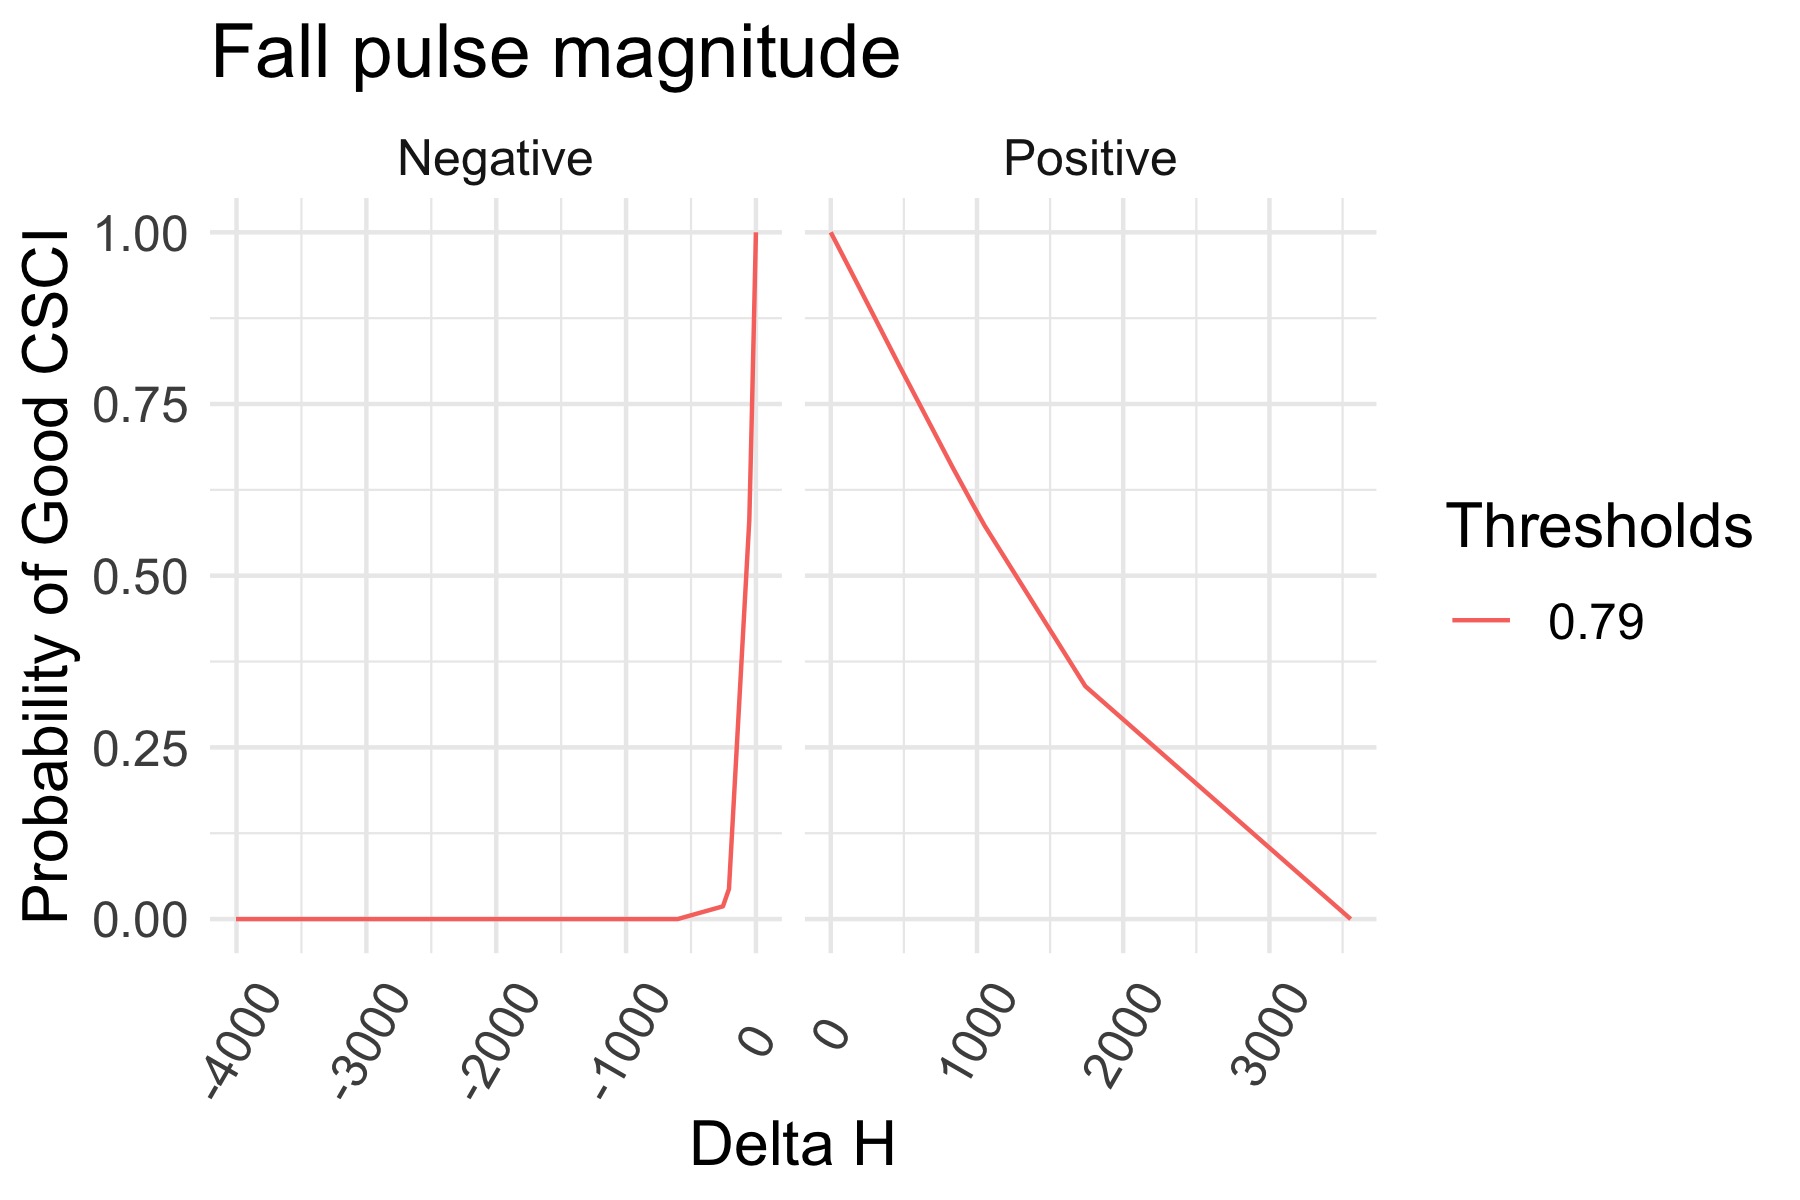 Fall pulse magnitude
Negative
Positive
Probability of Good CSCI
1.00
0.75
0.50
0.25
0.00
-4000
-3000
-2000
-1000
0
0
1000
2000
3000
Delta H
Thresholds
0.79